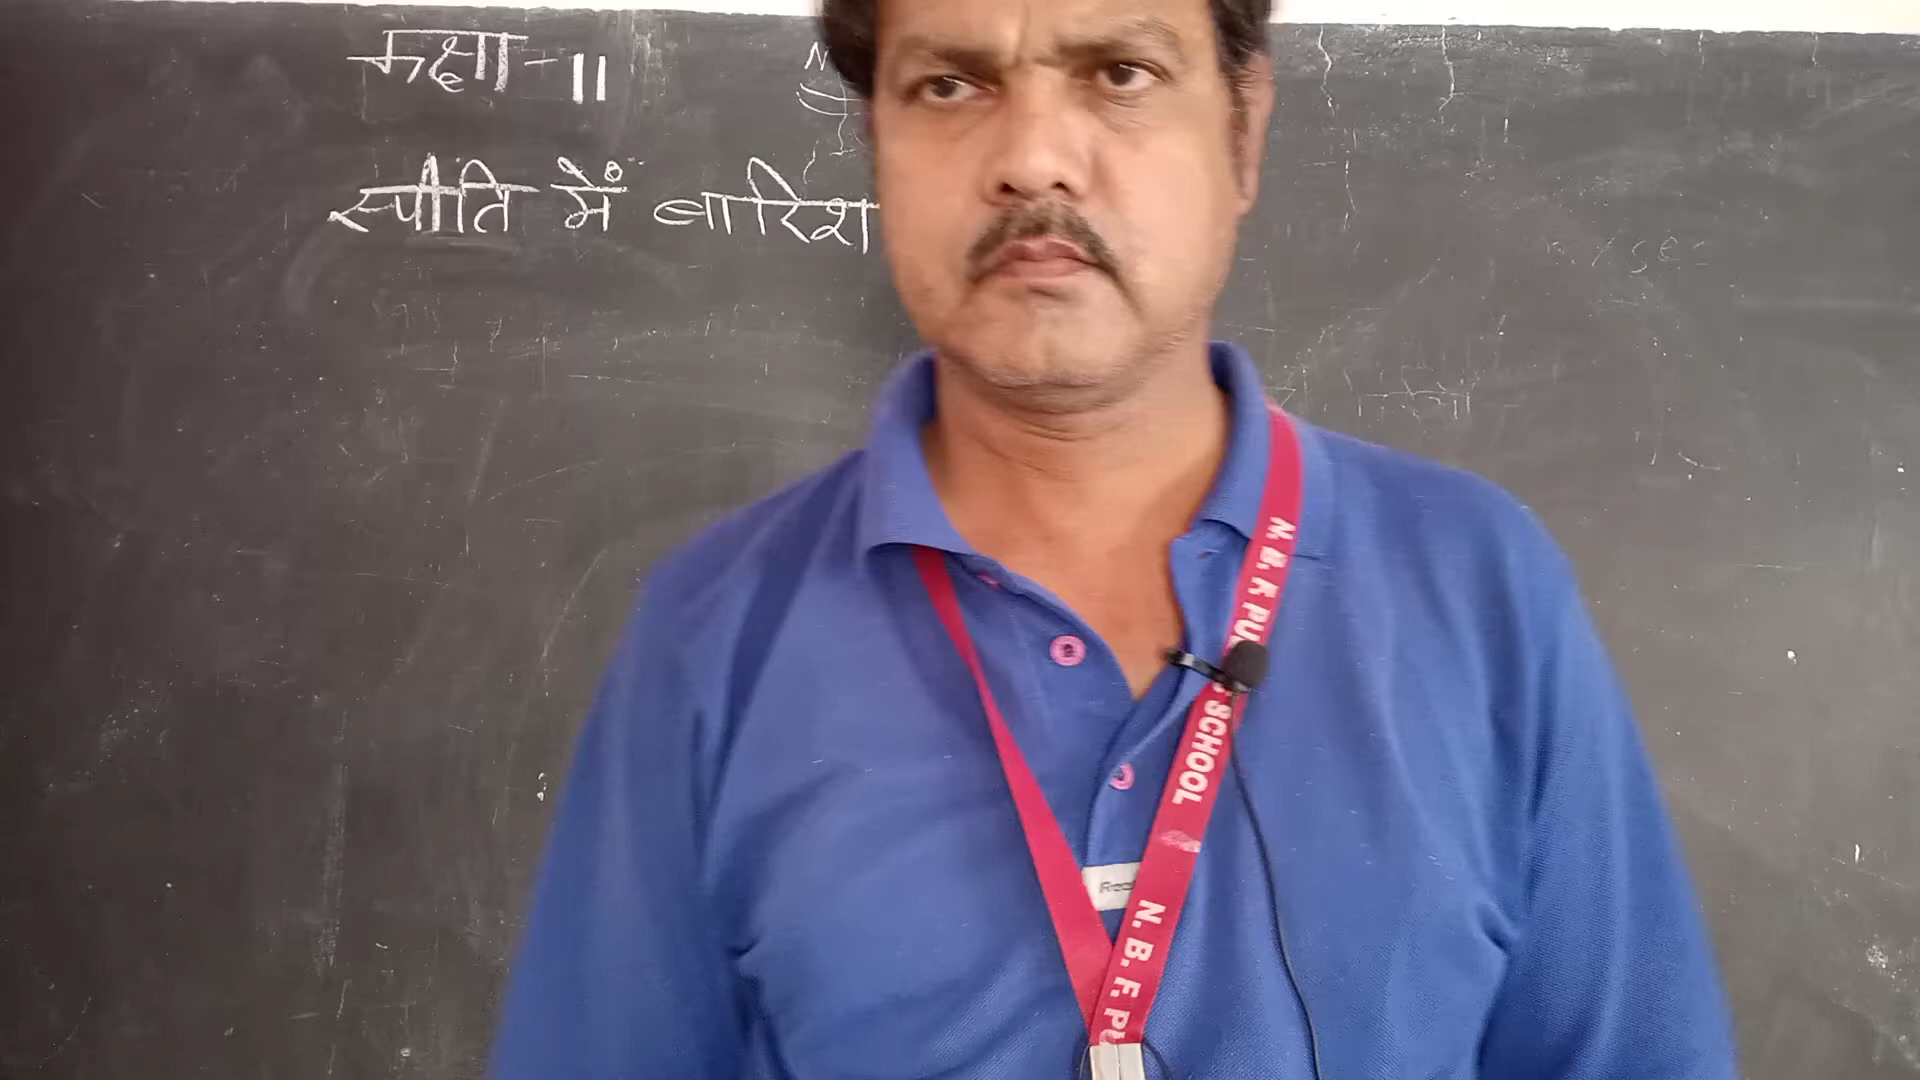 कक्षा-11
स्पीति में बारिश
N. B. F. PU
SCHOOL
N. B. F. PU